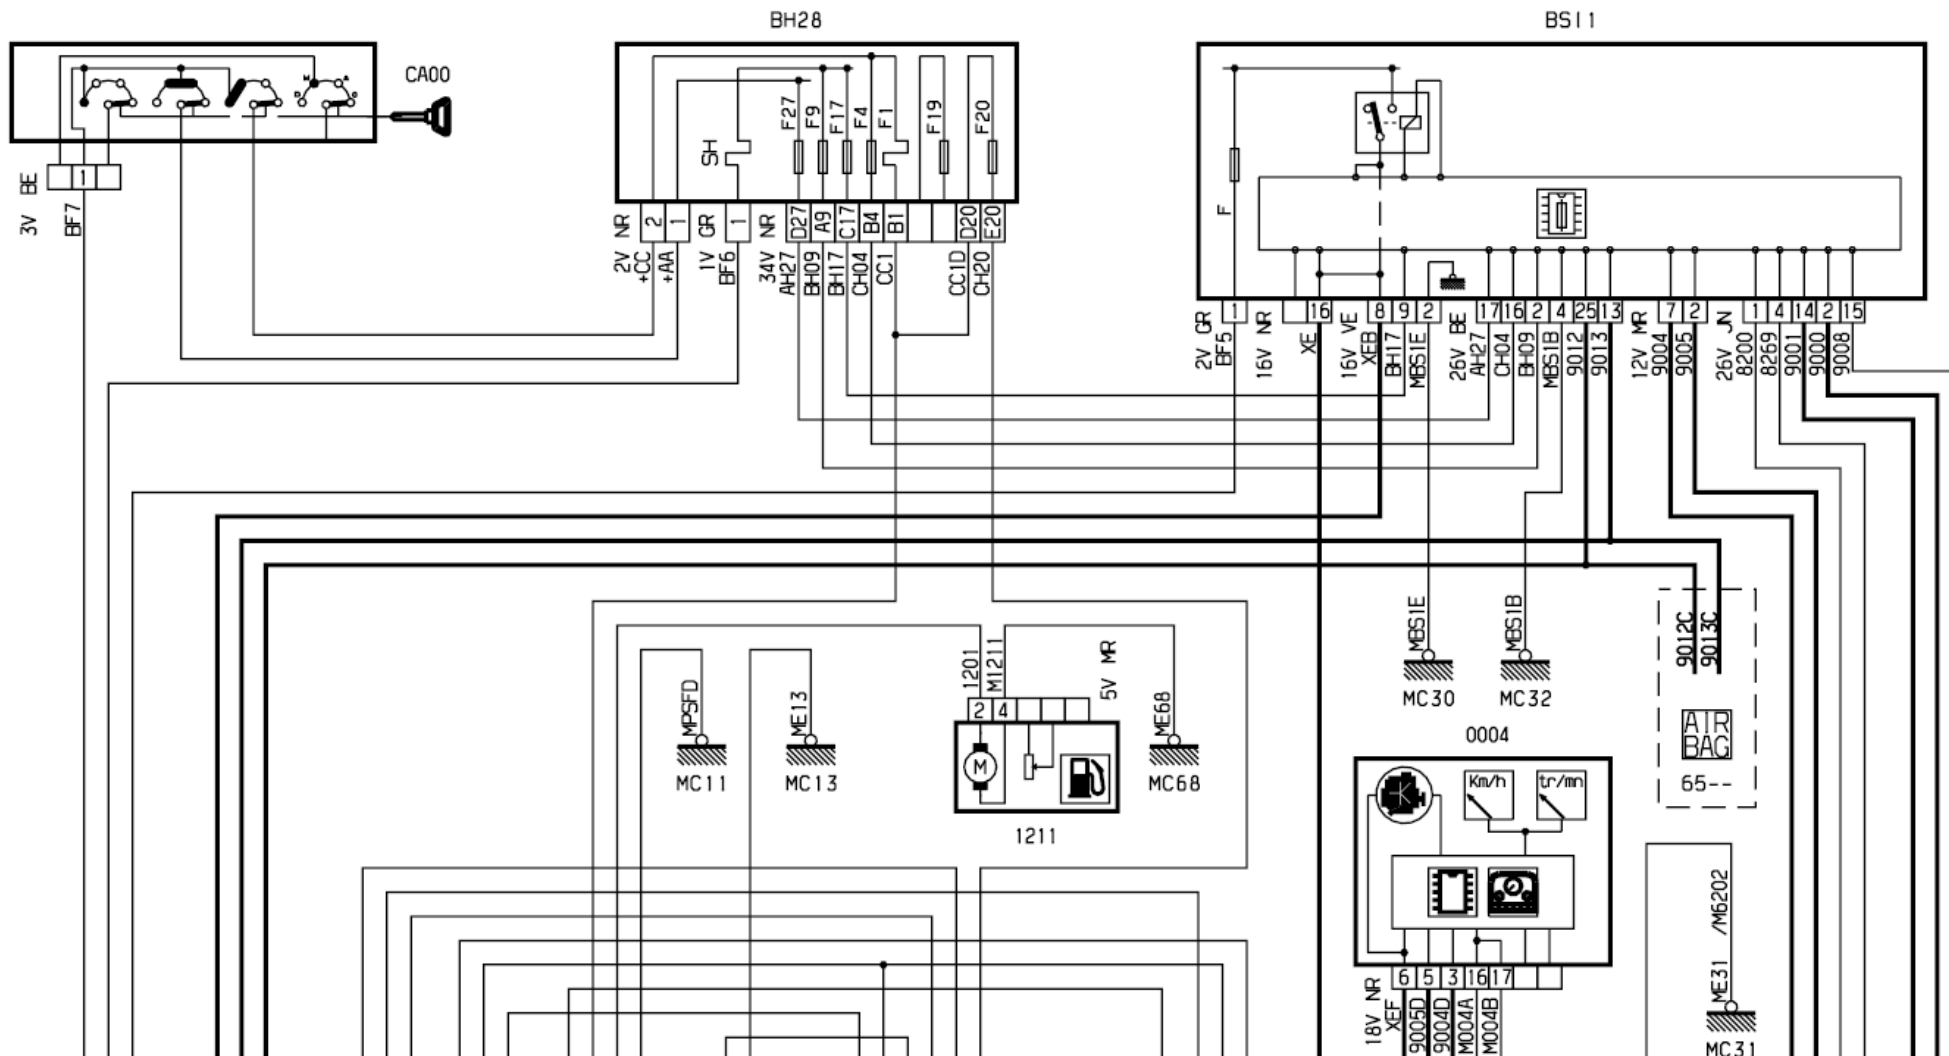 BH28
BSI1
CA00
M
A
D
C
SH
F27
F9
F17
F4
F1
F19
F20
F
3V BE
1
BF7
2V NR
2
1
+CC
+AA
1V GR
1
BF6
34V NR
D27
A9
C17
B4
B1
D20
E20
AH27
BH09
BH17
CH04
CC1
CC1D
CH20
2V GR
1
BF5
16V NR
16
XE
16V VE
8
9
2
XEB
BH17
MBS1E
26V BE
17
16
2
4
25
13
AH27
CH04
BH09
MBS1B
9012
9013
12V MR
7
2
9004
9005
26V JN
1
4
14
2
15
8200
8269
9001
9000
9008
MPSFD
MC11
ME13
MC13
1201
M1211
5V MR
2
4
M
1211
ME68
MC68
MBS1E
MC30
MBS1B
MC32
9012C
9013C
AIR
BAG
65--
0004
Km/h
tr/mn
18V NR
6
5
3
16
17
XEF
9005D
9004D
M004A
M004B
ME31 /M6202
MC31